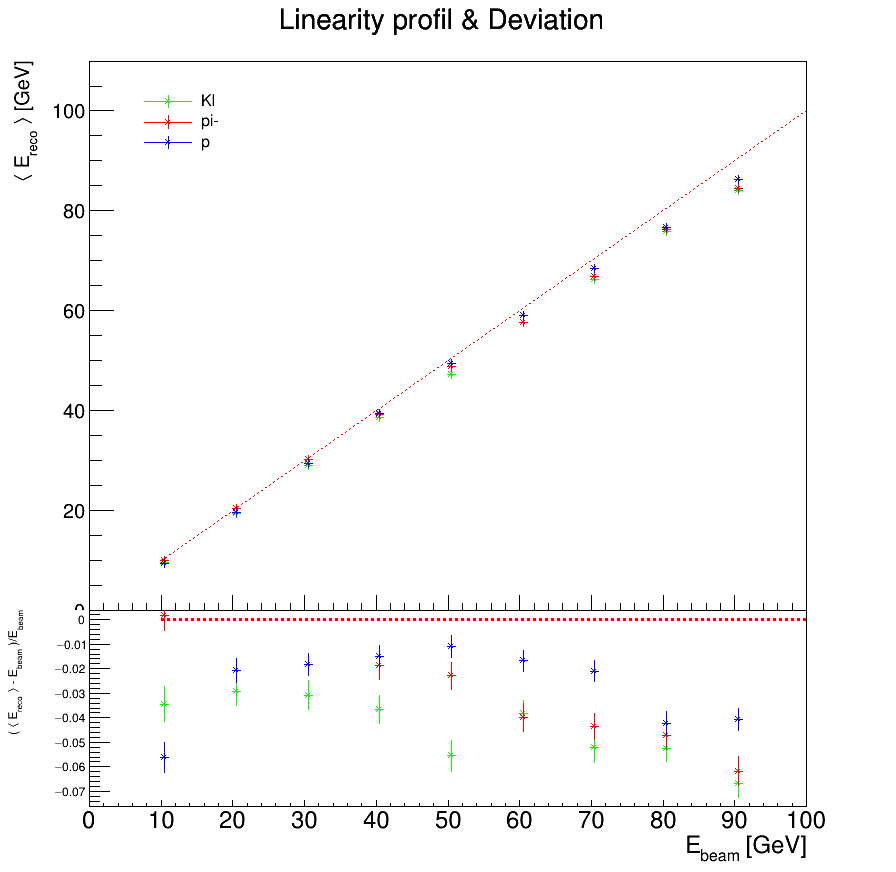 Linearity profil & Deviation
⟨ E_reco ⟩ [GeV]
Kl
pi-
p
100
80
60
40
20
0
(⟨ E_reco ⟩ - E_beam)/E_beam
0
−0.01
−0.02
−0.03
−0.04
−0.05
−0.06
−0.07
0 10 20 30 40 50 60 70 80 90 100
E_beam [GeV]